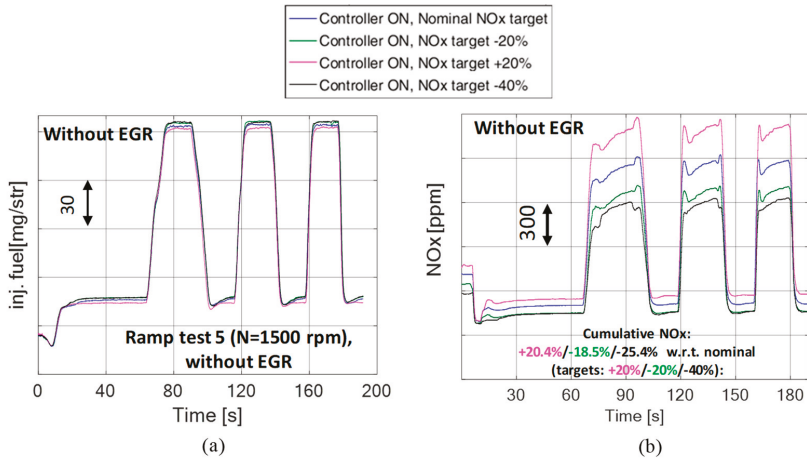 Controller ON, Nominal NOx target
Controller ON, NOx target -20%
Controller ON, NOx target +20%
Controller ON, NOx target -40%
Without EGR
30
inj. fuel[mg/str)
Ramp test 5 (N=1500 rpm),
without EGR
0 40 80 120 160 200
Time [s]
(a)
Without EGR
300
NOx [ppm]
Cumulative NOx:
+20.4%/-18.5%/-25.4% w.r.t. nominal
(targets: +20%/-20%/-40%):
30 60 90 120 150 180
Time [s]
(b)